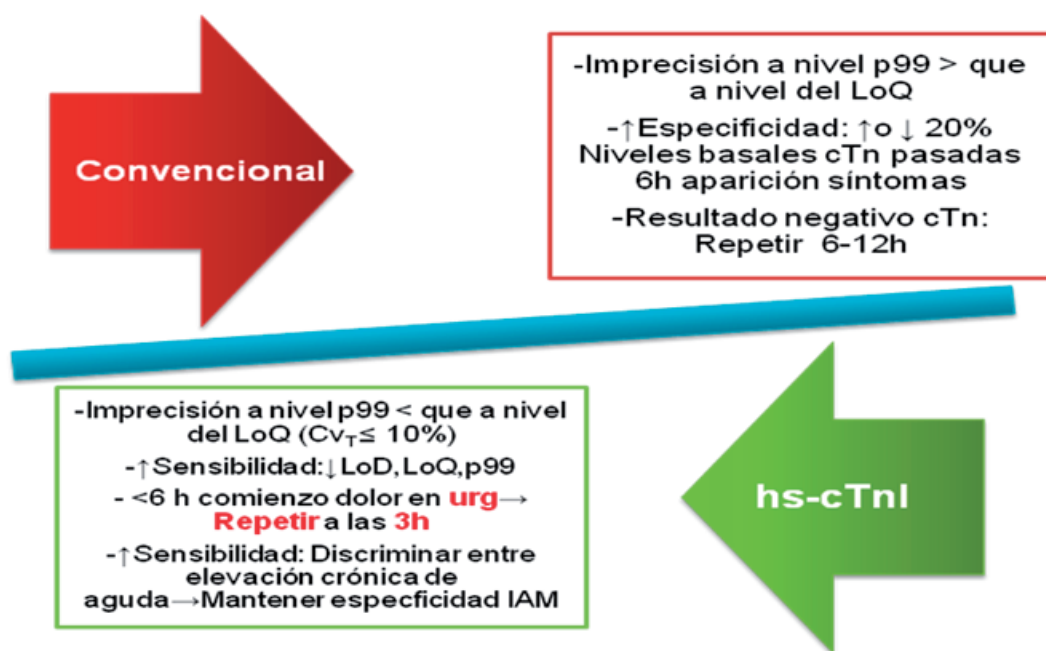 Convencional
-Imprecisión a nivel p99 > que
a nivel del LoQ
-↑Especificidad: ↑o ↓ 20%
Niveles basales cTn pasadas
6h aparición síntomas
-Resultado negativo cTn:
Repetir 6-12h
-Imprecisión a nivel p99 < que a nivel
del LoQ (CvT≤ 10%)
-↑Sensibilidad:↓LoD,LoQ,p99
- <6 h comienzo dolor en urg→
Repetir a las 3h
-↑Sensibilidad: Discriminar entre
elevación crónica de
aguda→Mantener especficidad IAM
hs-cTnI